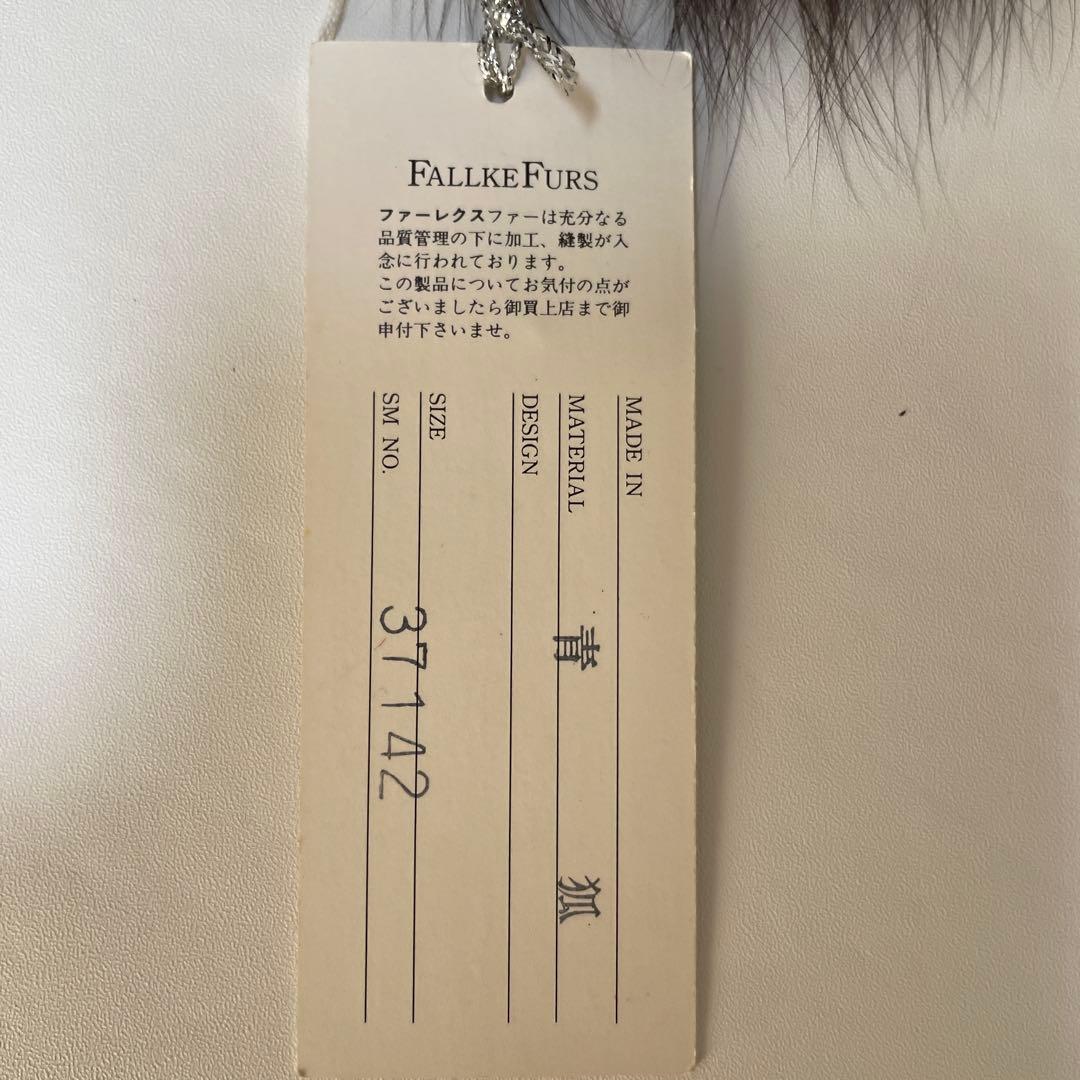 FALLKE FURS
ファーレクスファーは充分なる
品質管理の下に加工、縫製が入
念に行われております。
この製品についてお気付の点が
ございましたら御買上店まで御
申付下さいませ。
MADE IN
MATERIAL 青 狐
DESIGN
SIZE
SM NO. 37142